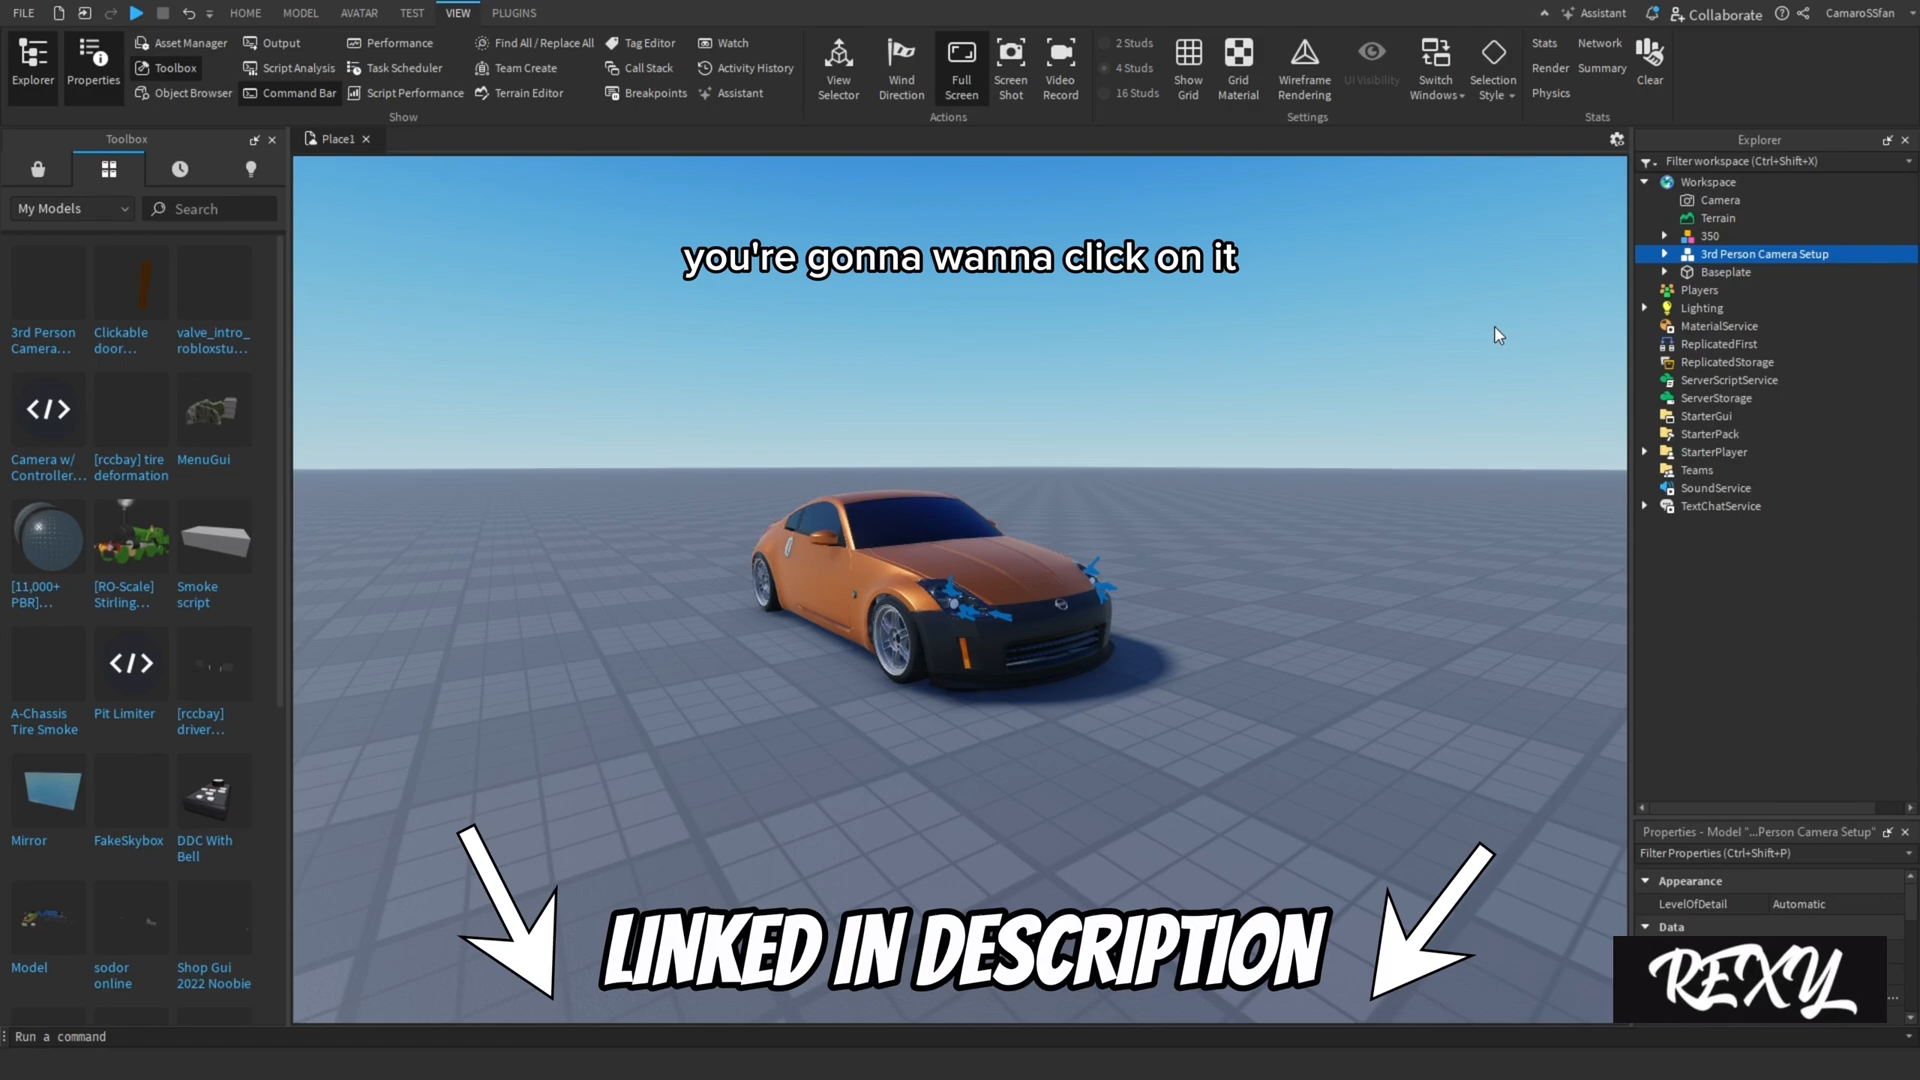 FILE HOME MODEL AVATAR TEST VIEW PLUGINS Assistant Collaborate CamaroSSfan
Explorer Properties
Asset Manager Output Performance Find All / Replace All Tag Editor Watch
Toolbox Script Analysis Task Scheduler Team Create Call Stack Activity History
Object Browser Command Bar Script Performance Terrain Editor Breakpoints Assistant
Show
View Selector
Wind Direction
Full Screen
Screen Shot
Video Record
Actions
2 Studs
4 Studs
16 Studs
Show Grid
Grid Material
Wireframe Rendering
UI Visibility
Switch Windows
Selection Style
Settings
Stats Network
Render Summary
Physics
Clear
Stats
Toolbox
My Models
Search
3rd Person Camera...
Clickable door...
valve_intro_robloxstu...
Camera w/ Controller...
[rccbay] tire deformation
MenuGui
[11,000+ PBR]...
[RO-Scale] Stirling...
Smoke script
A-Chassis Tire Smoke
Pit Limiter
[rccbay] driver...
Mirror
FakeSkybox
DDC With Bell
Model
sodor online
Shop Gui 2022 Noobie
Place1
you're gonna wanna click on it
LINKED IN DESCRIPTION
Explorer
Filter workspace (Ctrl+Shift+X)
Workspace
Camera
Terrain
350
3rd Person Camera Setup
Baseplate
Players
Lighting
MaterialService
ReplicatedFirst
ReplicatedStorage
ServerScriptService
ServerStorage
StarterGui
StarterPack
StarterPlayer
Teams
SoundService
TextChatService
Properties - Model "...Person Camera Setup"
Filter Properties (Ctrl+Shift+P)
Appearance
LevelOfDetail Automatic
Data
REXY
Run a command